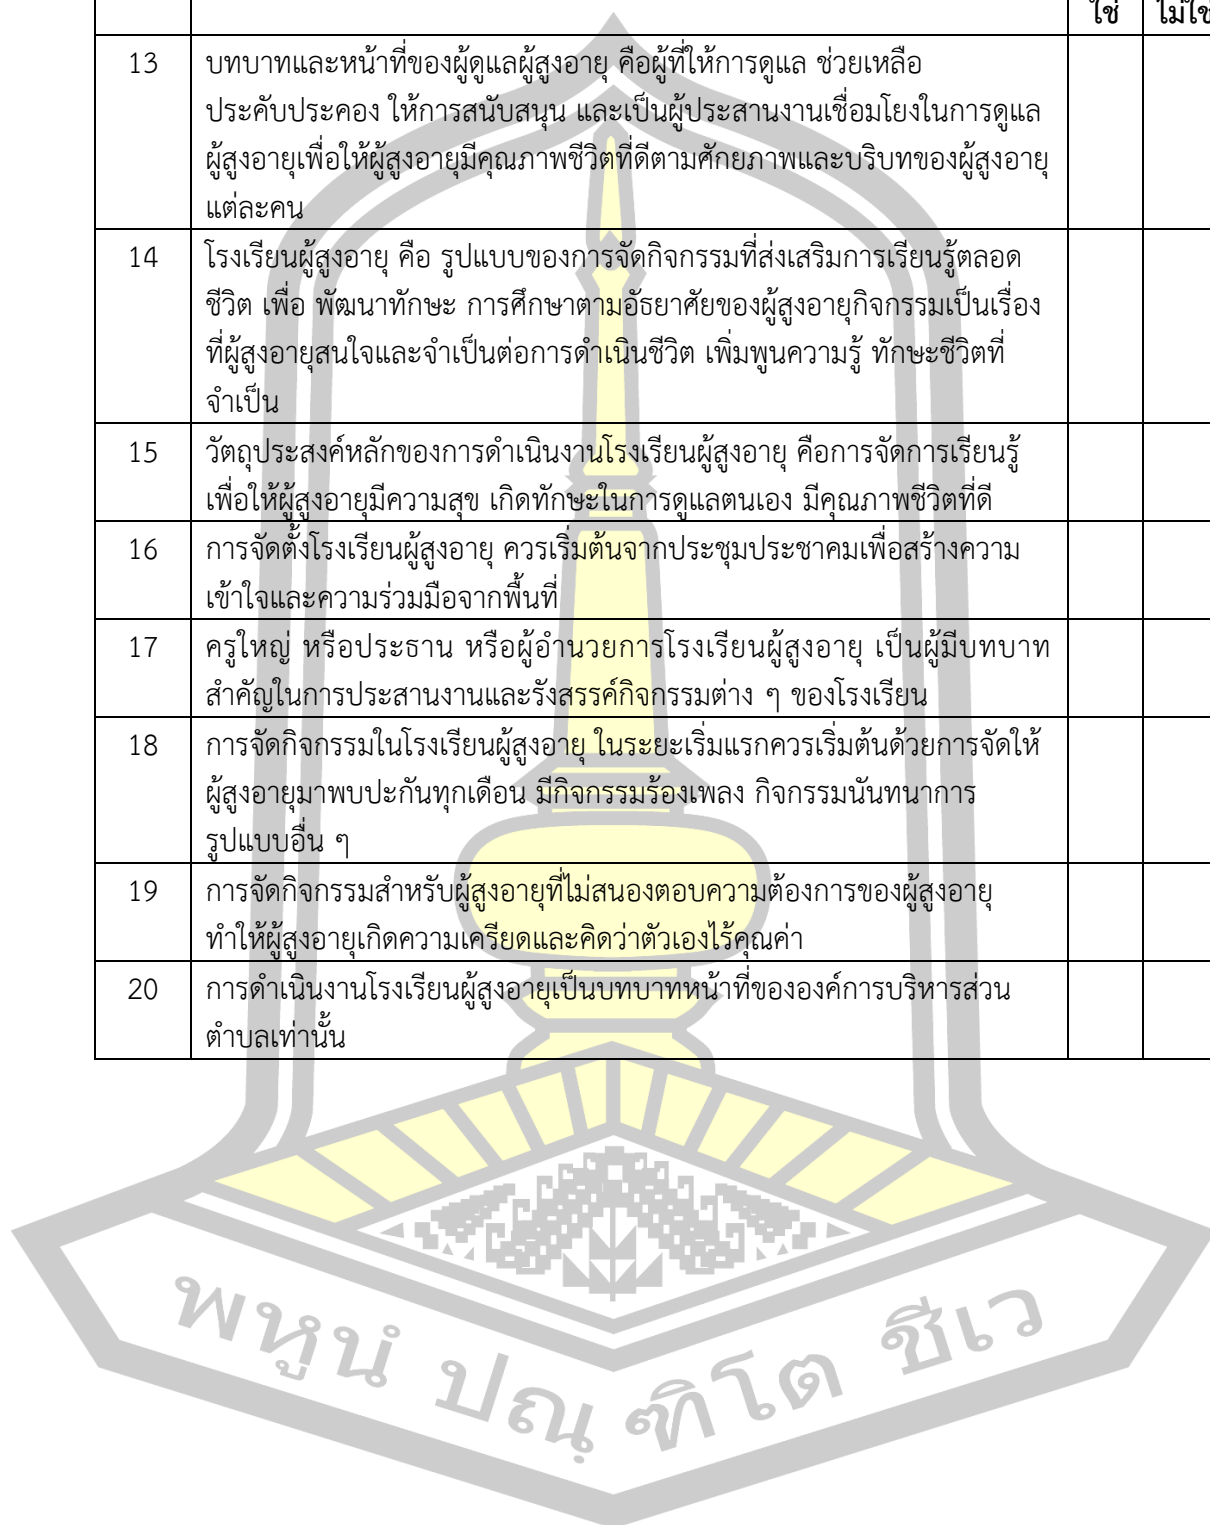 ใช่ ไม่ใช่
13 บทบาทและหน้าที่ของผู้ดูแลผู้สูงอายุ คือผู้ที่ให้การดูแล ช่วยเหลือ
ประคับประคอง ให้การสนับสนุน และเป็นผู้ประสานงานเชื่อมโยงในการดูแล
ผู้สูงอายุเพื่อให้ผู้สูงอายุมีคุณภาพชีวิตที่ดีตามศักยภาพและบริบทของผู้สูงอายุ
แต่ละคน
14 โรงเรียนผู้สูงอายุ คือ รูปแบบของการจัดกิจกรรมที่ส่งเสริมการเรียนรู้ตลอด
ชีวิต เพื่อ พัฒนาทักษะ การศึกษาตามอัธยาศัยของผู้สูงอายุกิจกรรมเป็นเรื่อง
ที่ผู้สูงอายุสนใจและจำเป็นต่อการดำเนินชีวิต เพิ่มพูนความรู้ ทักษะชีวิตที่
จำเป็น
15 วัตถุประสงค์หลักของการดำเนินงานโรงเรียนผู้สูงอายุ คือการจัดการเรียนรู้
เพื่อให้ผู้สูงอายุมีความสุข เกิดทักษะในการดูแลตนเอง มีคุณภาพชีวิตที่ดี
16 การจัดตั้งโรงเรียนผู้สูงอายุ ควรเริ่มต้นจากประชุมประชาคมเพื่อสร้างความ
เข้าใจและความร่วมมือจากพื้นที่
17 ครูใหญ่ หรือประธาน หรือผู้อำนวยการโรงเรียนผู้สูงอายุ เป็นผู้มีบทบาท
สำคัญในการประสานงานและรังสรรค์กิจกรรมต่าง ๆ ของโรงเรียน
18 การจัดกิจกรรมในโรงเรียนผู้สูงอายุ ในระยะเริ่มแรกควรเริ่มต้นด้วยการจัดให้
ผู้สูงอายุมาพบปะกันทุกเดือน มีกิจกรรมร้องเพลง กิจกรรมนันทนาการ
รูปแบบอื่น ๆ
19 การจัดกิจกรรมสำหรับผู้สูงอายุที่ไม่สนองตอบความต้องการของผู้สูงอายุ
ทำให้ผู้สูงอายุเกิดความเครียดและคิดว่าตัวเองไร้คุณค่า
20 การดำเนินงานโรงเรียนผู้สูงอายุเป็นบทบาทหน้าที่ขององค์การบริหารส่วน
ตำบลเท่านั้น
พหูนํ ปณฺฑิโต ชีเว